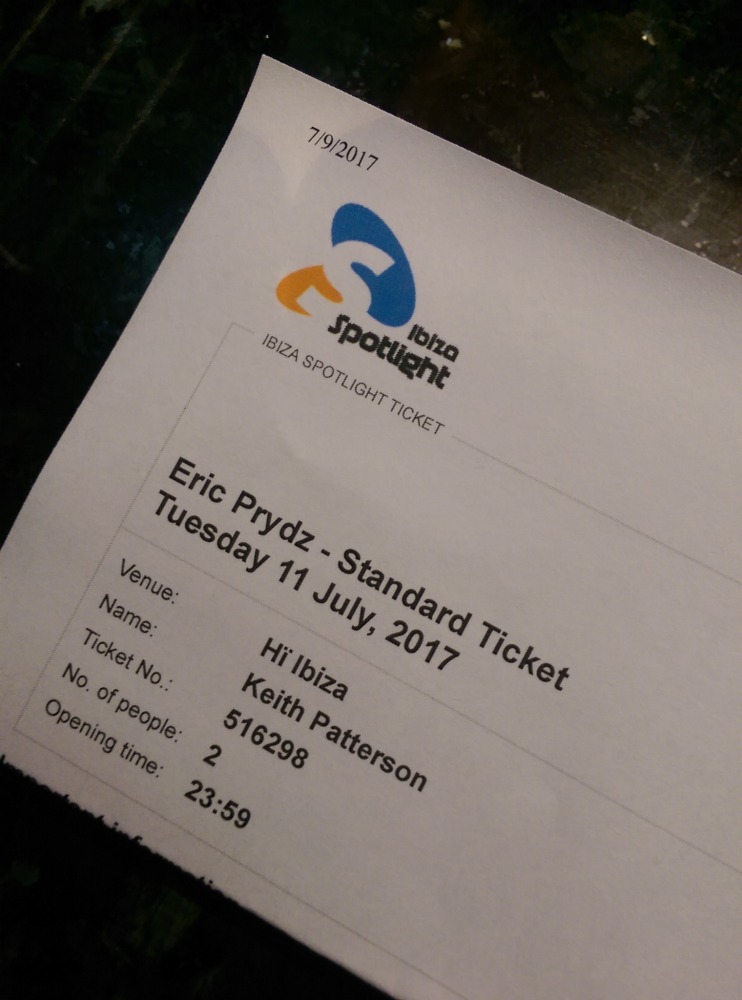 7/9/2017
Ibiza
Spotlight
IBIZA SPOTLIGHT TICKET
Eric Prydz - Standard Ticket
Tuesday 11 July, 2017
Venue: Hï Ibiza
Name: Keith Patterson
Ticket No.: 516298
No. of people: 2
Opening time: 23:59